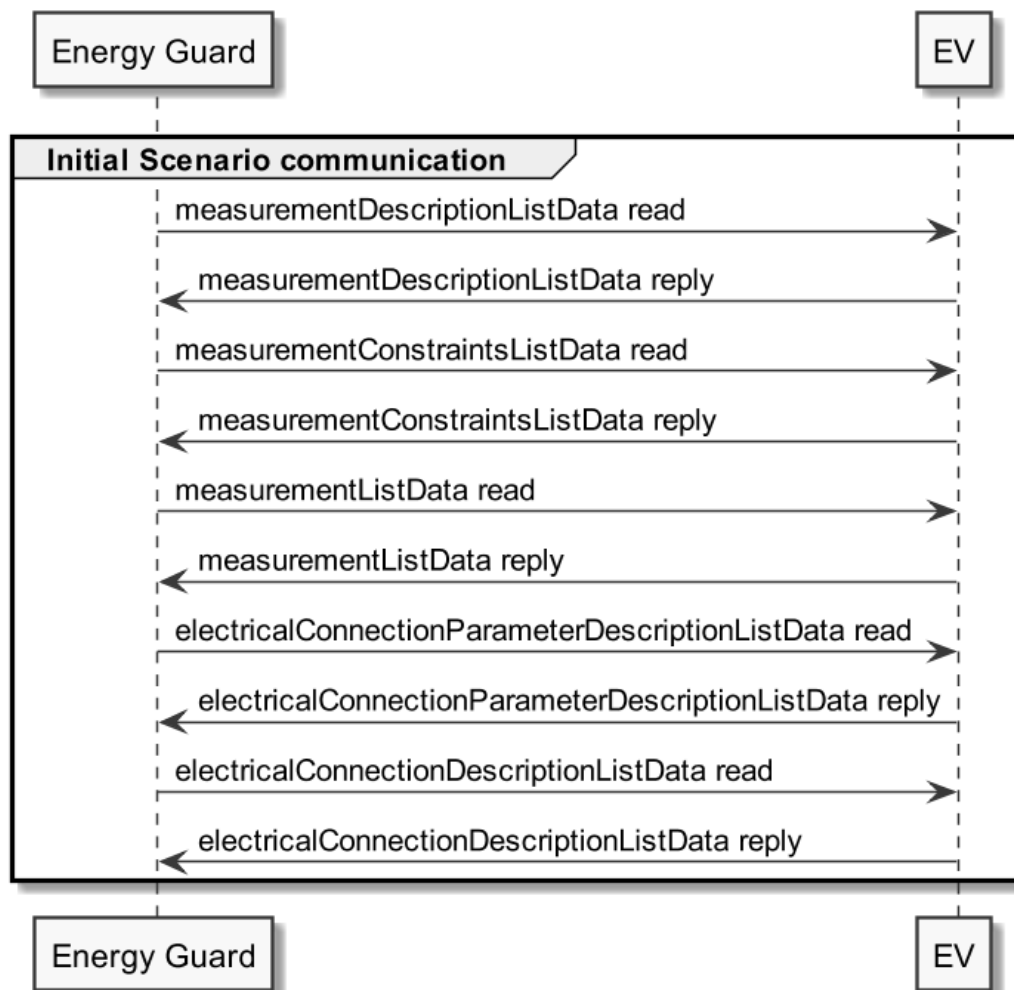 Energy Guard
EV
Initial Scenario communication
measurementDescriptionListData read
measurementDescriptionListData reply
measurementConstraintsListData read
measurementConstraintsListData reply
measurementListData read
measurementListData reply
electricalConnectionParameterDescriptionListData read
electricalConnectionParameterDescriptionListData reply
electricalConnectionDescriptionListData read
electricalConnectionDescriptionListData reply
Energy Guard
EV